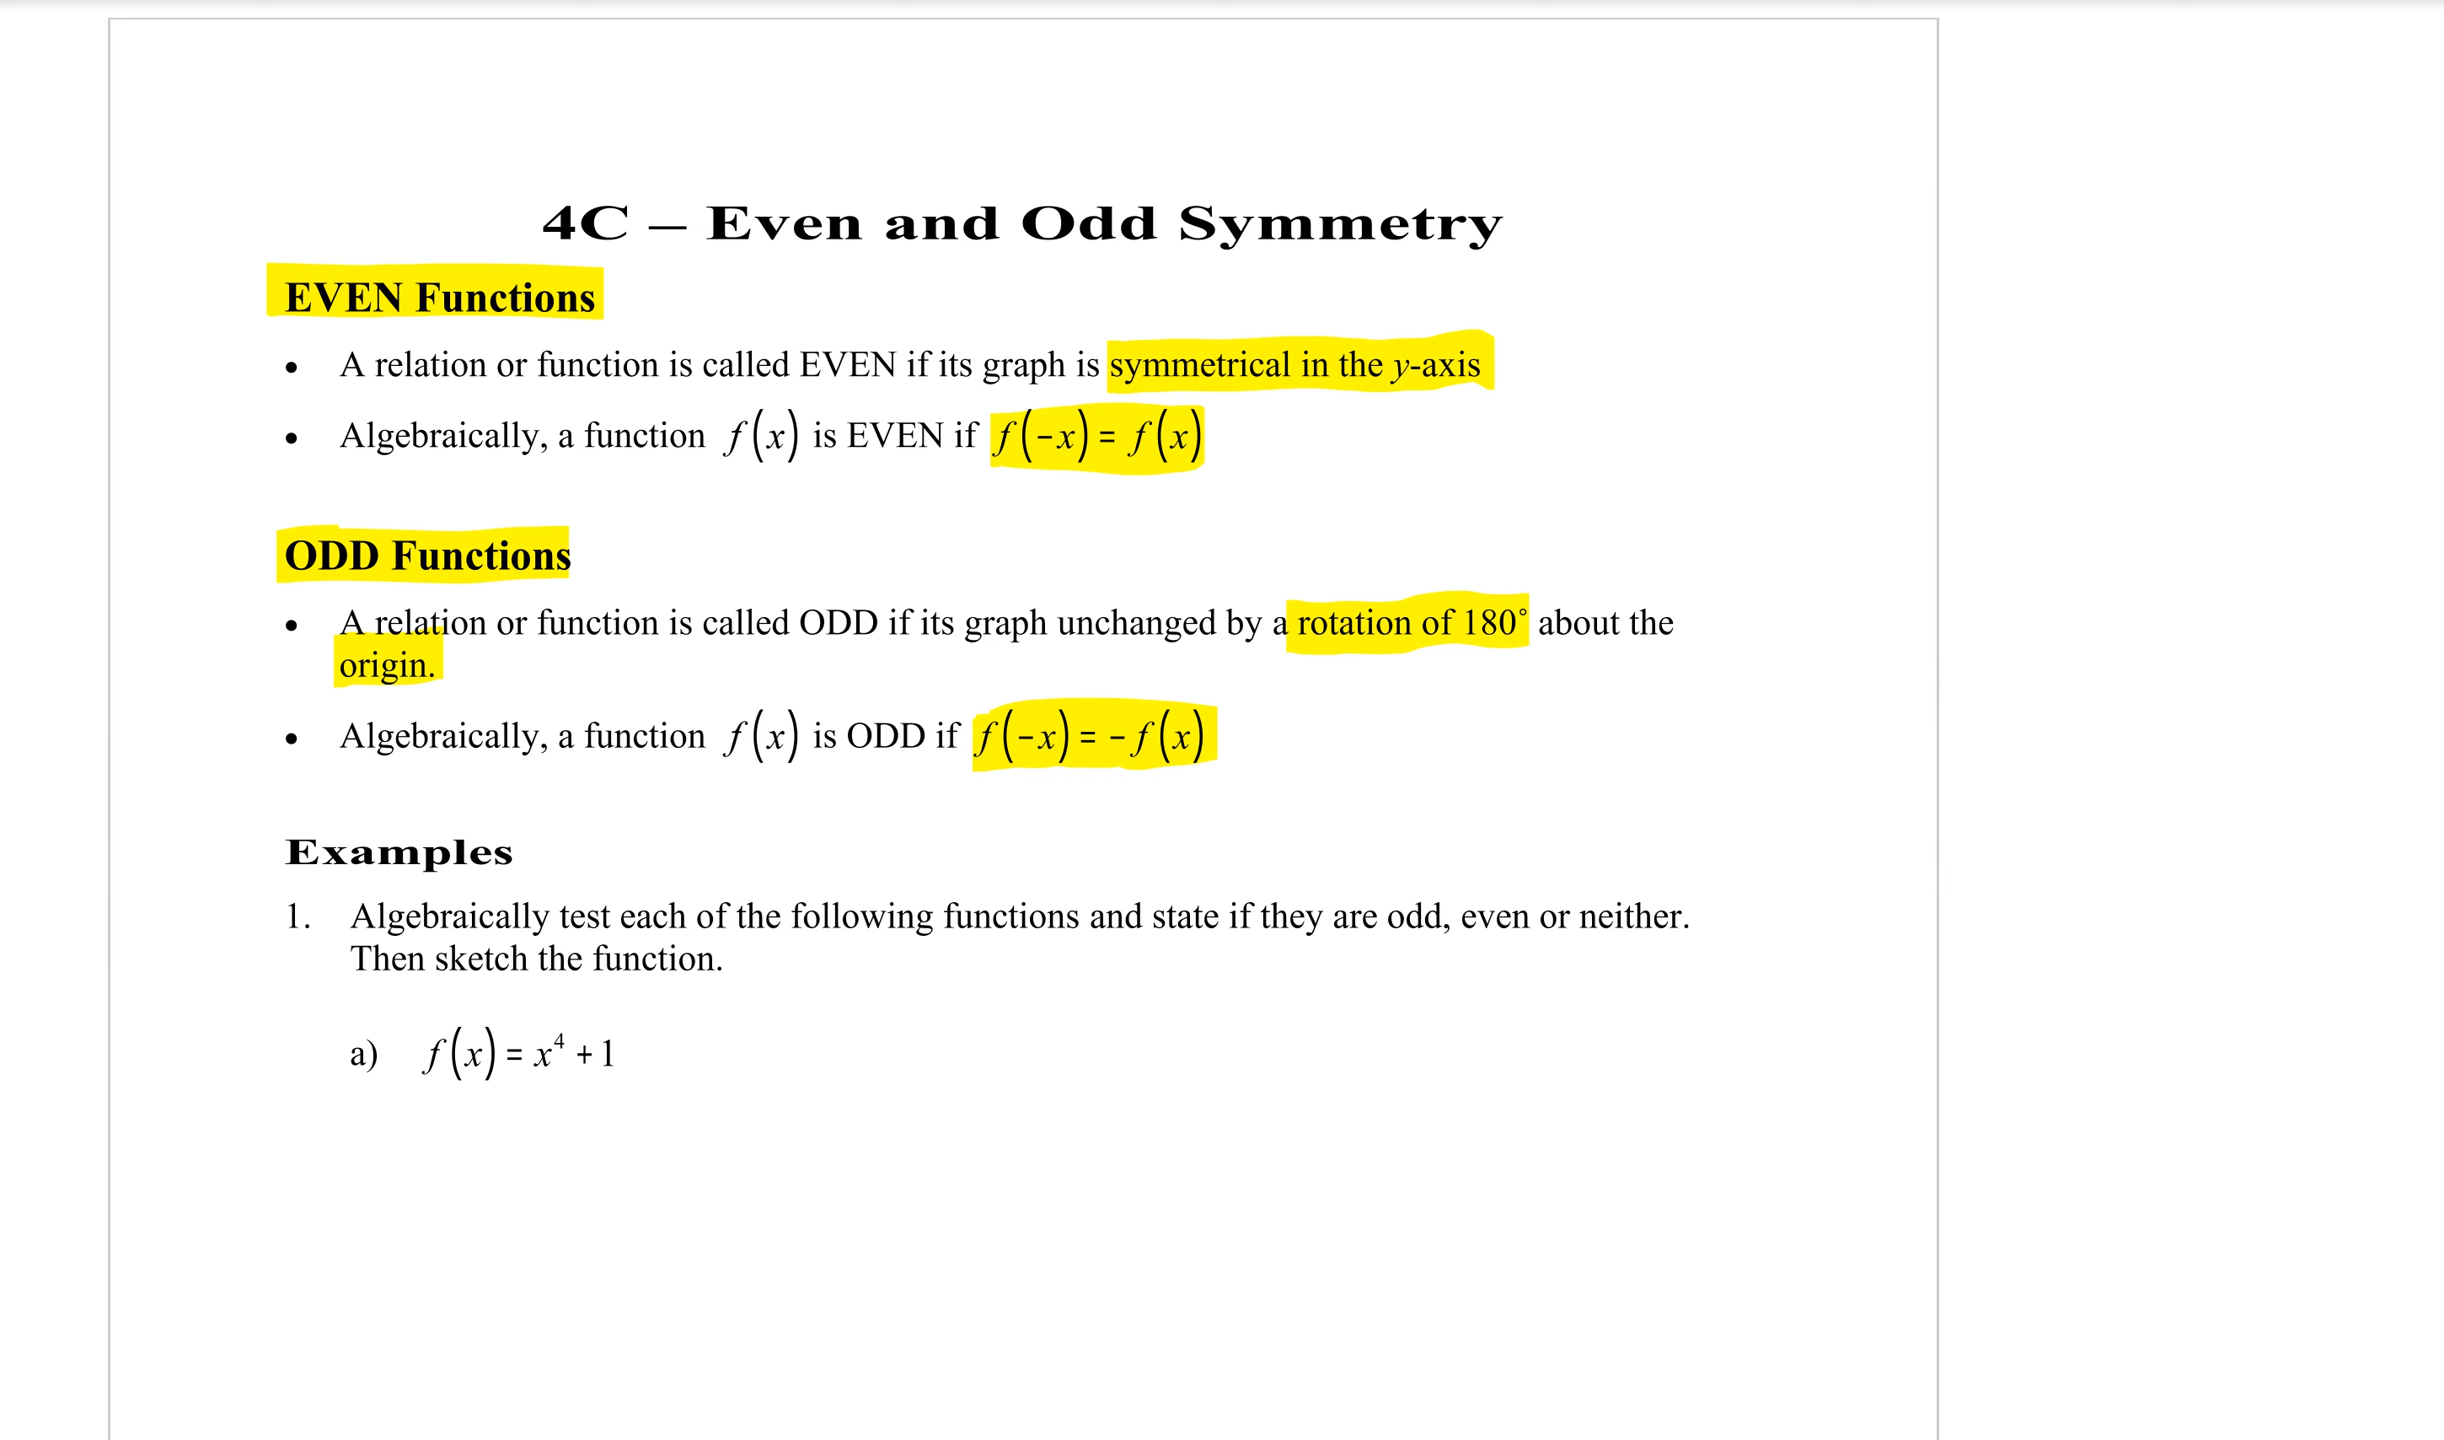 4C – Even and Odd Symmetry
EVEN Functions
• A relation or function is called EVEN if its graph is symmetrical in the y-axis
• Algebraically, a function f(x) is EVEN if f(−x) = f(x)
ODD Functions
• A relation or function is called ODD if its graph unchanged by a rotation of 180° about the
origin.
• Algebraically, a function f(x) is ODD if f(−x) = −f(x)
Examples
1. Algebraically test each of the following functions and state if they are odd, even or neither.
Then sketch the function.
a) f(x) = x⁴ + 1